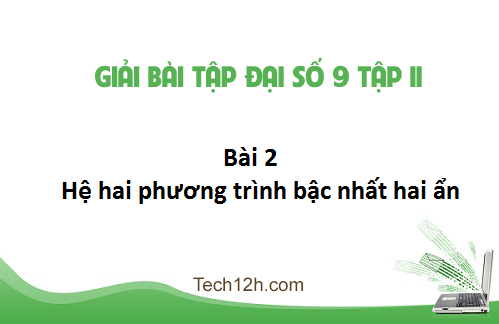 GIẢI BÀI TẬP ĐẠI SỐ 9 TẬP II
Bài 2
Hệ hai phương trình bậc nhất hai ẩn
Tech12h.com